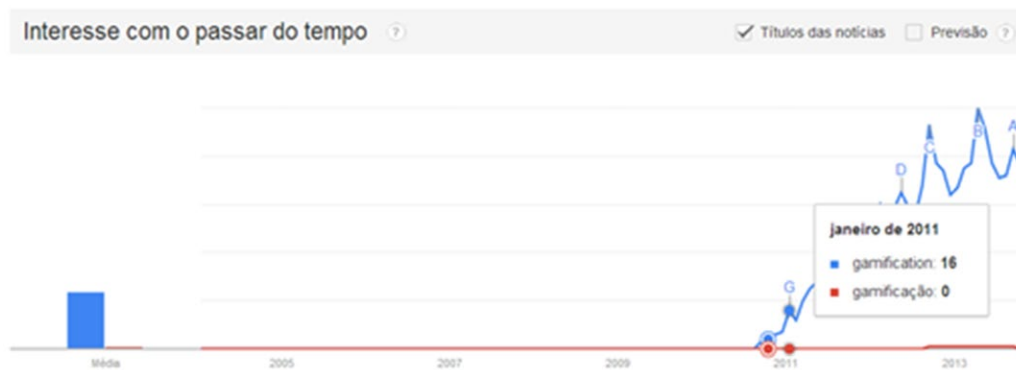 Interesse com o passar do tempo ?
Títulos das notícias Previsão ?
A
B
C
D
janeiro de 2011
gamification: 16
gamificação: 0
G
Média 2005 2007 2009 2011 2013